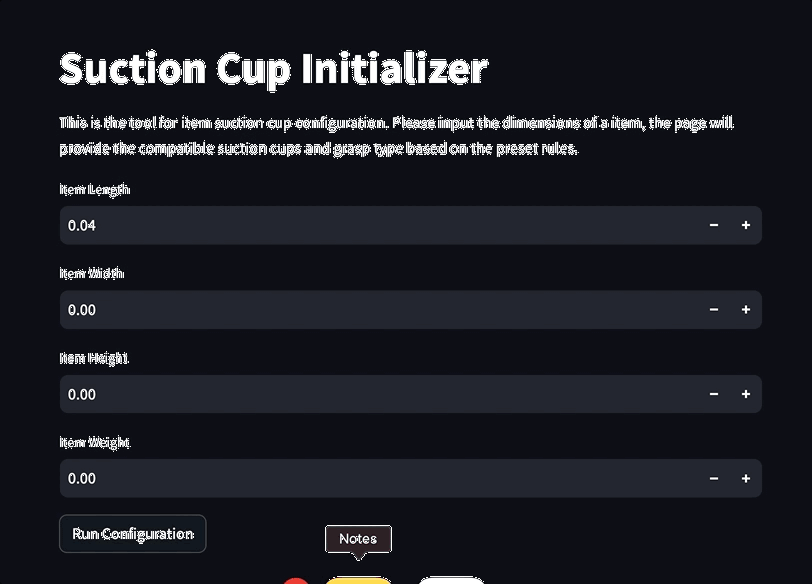 Suction Cup Initializer
This is the tool for item suction cup configuration. Please input the dimensions of a item, the page will
provide the compatible suction cups and grasp type based on the preset rules.
Item Length
0.04 − +
Item Width
0.00 − +
Item Height
0.00 − +
Item Weight
0.00 − +
Run Configuration
Notes